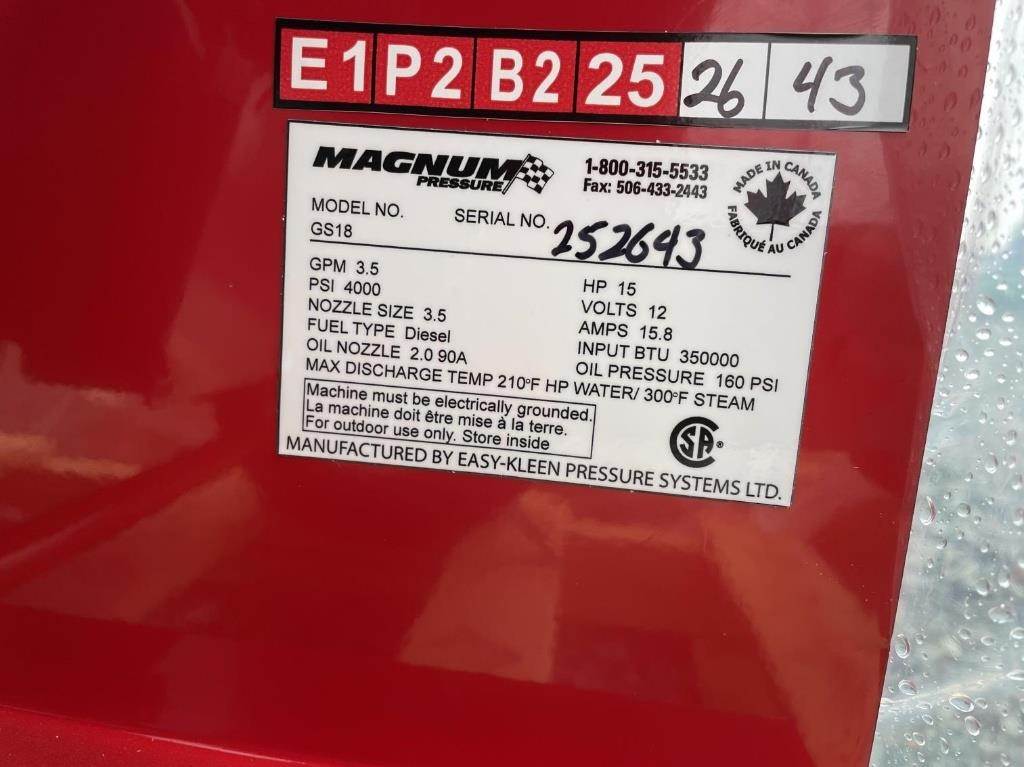 E1 P2 B2 25 26 43
MAGNUM
PRESSURE
1-800-315-5533
Fax: 506-433-2443
MADE IN CANADA
FABRIQUÉ AU CANADA
MODEL NO.
GS18
SERIAL NO. 252643
GPM 3.5
PSI 4000
NOZZLE SIZE 3.5
FUEL TYPE Diesel
OIL NOZZLE 2.0 90A
HP 15
VOLTS 12
AMPS 15.8
INPUT BTU 350000
OIL PRESSURE 160 PSI
MAX DISCHARGE TEMP 210°F HP WATER/ 300°F STEAM
Machine must be electrically grounded.
La machine doit être mise à la terre.
For outdoor use only. Store inside
SA®
MANUFACTURED BY EASY-KLEEN PRESSURE SYSTEMS LTD.